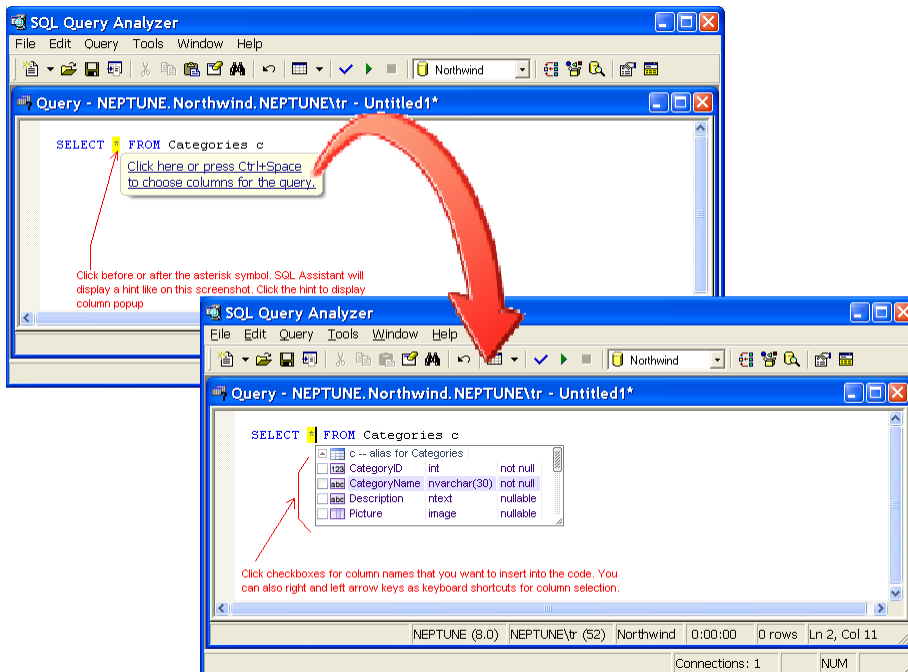 SQL Query Analyzer
File Edit Query Tools Window Help
Northwind
Query - NEPTUNE.Northwind.NEPTUNE\tr - Untitled1*
SELECT * FROM Categories c
Click here or press Ctrl+Space
to choose columns for the query.
Click before or after the asterisk symbol. SQL Assistant will
display a hint like on this screenshot. Click the hint to display
column popup
SQL Query Analyzer
File Edit Query Tools Window Help
Northwind
Query - NEPTUNE.Northwind.NEPTUNE\tr - Untitled1*
SELECT * FROM Categories c
c -- alias for Categories
123 CategoryID int not null
abc CategoryName nvarchar(30) not null
abc Description ntext nullable
Picture image nullable
Click checkboxes for column names that you want to insert into the code. You
can also right and left arrow keys as keyboard shortcuts for column selection.
NEPTUNE (8.0) NEPTUNE\tr (52) Northwind 0:00:00 0 rows Ln 2, Col 11
Connections: 1 NUM